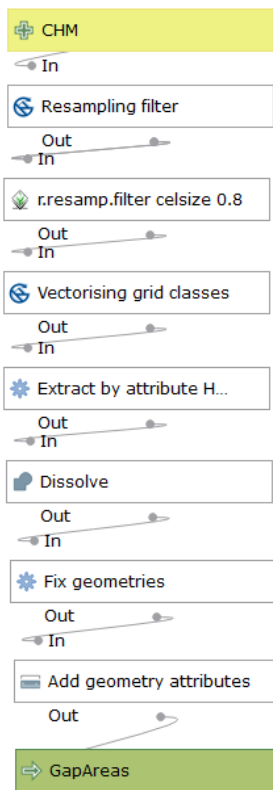 CHM
In
Resampling filter
Out
In
r.resamp.filter celsize 0.8
Out
In
Vectorising grid classes
Out
In
Extract by attribute H...
Out
In
Dissolve
Out
In
Fix geometries
Out
In
Add geometry attributes
Out
GapAreas